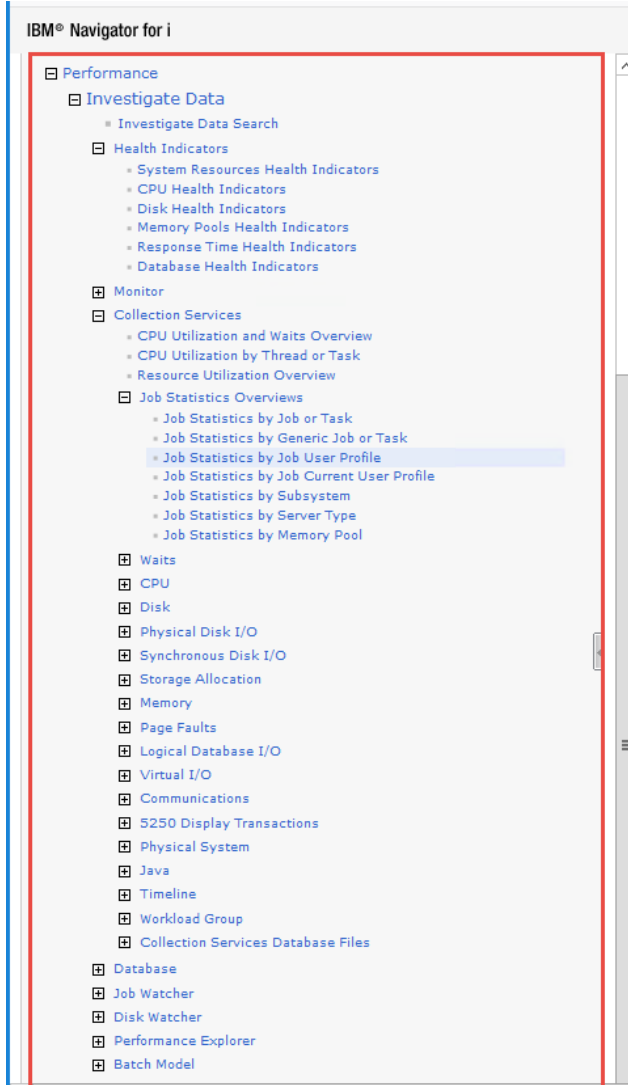 IBM® Navigator for i
Performance
Investigate Data
Investigate Data Search
Health Indicators
System Resources Health Indicators
CPU Health Indicators
Disk Health Indicators
Memory Pools Health Indicators
Response Time Health Indicators
Database Health Indicators
Monitor
Collection Services
CPU Utilization and Waits Overview
CPU Utilization by Thread or Task
Resource Utilization Overview
Job Statistics Overviews
Job Statistics by Job or Task
Job Statistics by Generic Job or Task
Job Statistics by Job User Profile
Job Statistics by Job Current User Profile
Job Statistics by Subsystem
Job Statistics by Server Type
Job Statistics by Memory Pool
Waits
CPU
Disk
Physical Disk I/O
Synchronous Disk I/O
Storage Allocation
Memory
Page Faults
Logical Database I/O
Virtual I/O
Communications
5250 Display Transactions
Physical System
Java
Timeline
Workload Group
Collection Services Database Files
Database
Job Watcher
Disk Watcher
Performance Explorer
Batch Model